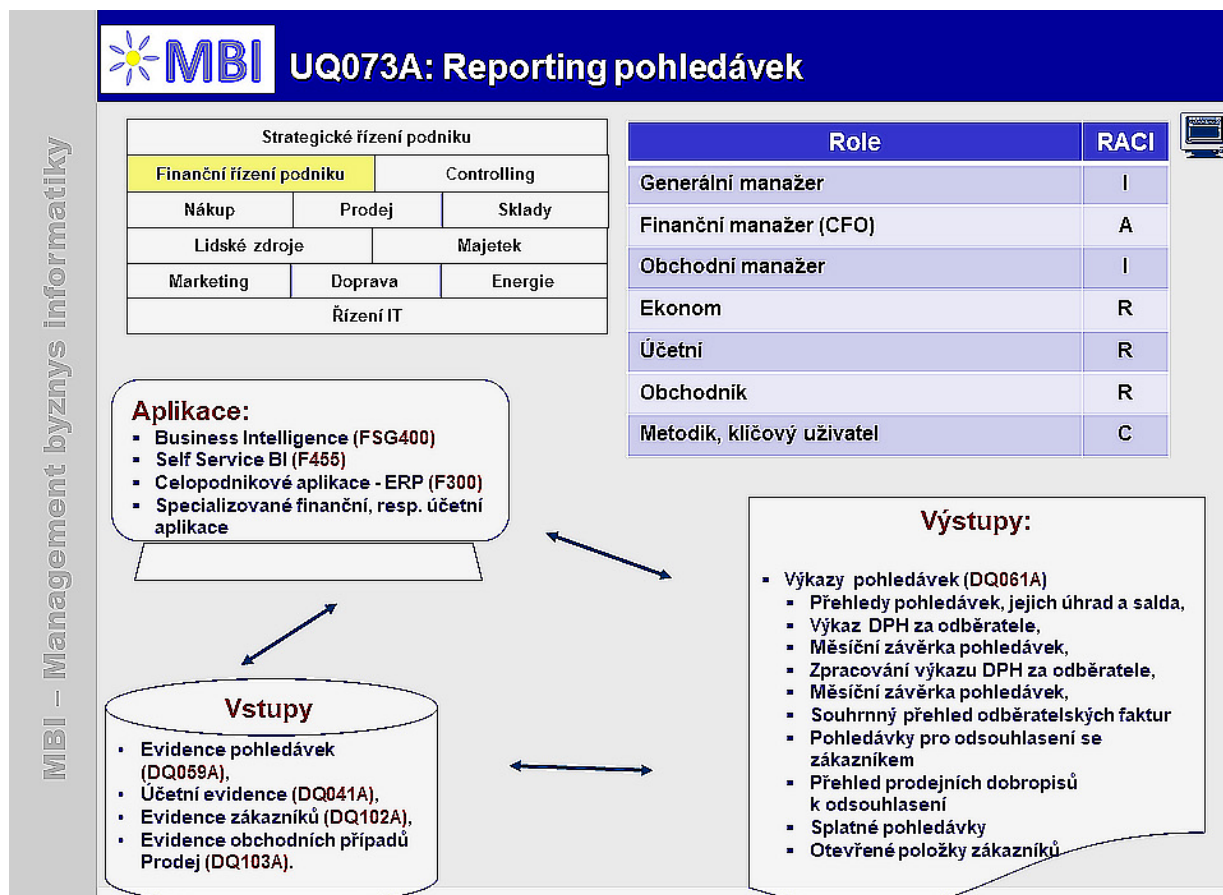 MBI
UQ073A: Reporting pohledávek
MBI – Management byznys informatiky
Strategické řízení podniku
Finanční řízení podniku
Controlling
Nákup
Prodej
Sklady
Lidské zdroje
Majetek
Marketing
Doprava
Energie
Řízení IT
Role RACI
Generální manažer I
Finanční manažer (CFO) A
Obchodní manažer I
Ekonom R
Účetní R
Obchodník R
Metodik, klíčový uživatel C
Aplikace:
▪ Business Intelligence (FSG400)
▪ Self Service BI (F455)
▪ Celopodnikové aplikace - ERP (F300)
▪ Specializované finanční, resp. účetní
aplikace
Vstupy
▪ Evidence pohledávek
(DQ059A),
▪ Účetní evidence (DQ041A),
▪ Evidence zákazníků (DQ102A),
▪ Evidence obchodních případů
Prodej (DQ103A).
Výstupy:
▪ Výkazy pohledávek (DQ061A)
▪ Přehledy pohledávek, jejich úhrad a salda,
▪ Výkaz DPH za odběratele,
▪ Měsíční závěrka pohledávek,
▪ Zpracování výkazu DPH za odběratele,
▪ Měsíční závěrka pohledávek,
▪ Souhrnný přehled odběratelských faktur
▪ Pohledávky pro odsouhlasení se
zákazníkem
▪ Přehled prodejních dobropisů
k odsouhlasení
▪ Splatné pohledávky
▪ Otevřené položky zákazníků